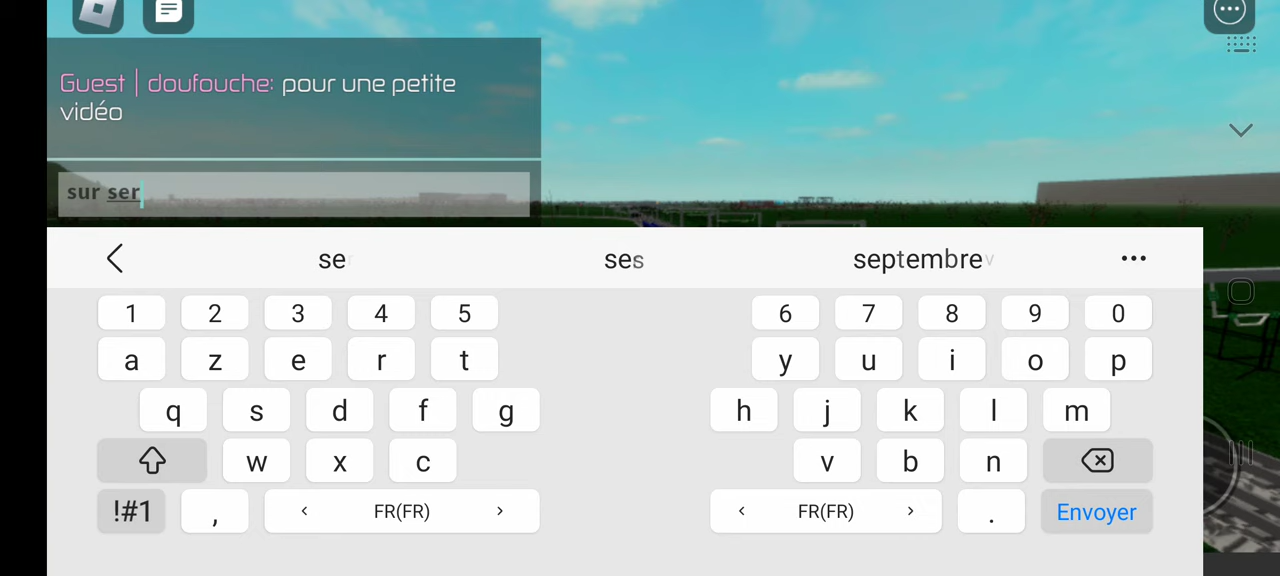 Guest | doufouche: pour une petite
vidéo
sur ser
se ses septembre
1 2 3 4 5 6 7 8 9 0
a z e r t y u i o p
q s d f g h j k l m
w x c v b n
!#1 , < FR(FR) > < FR(FR) > . Envoyer